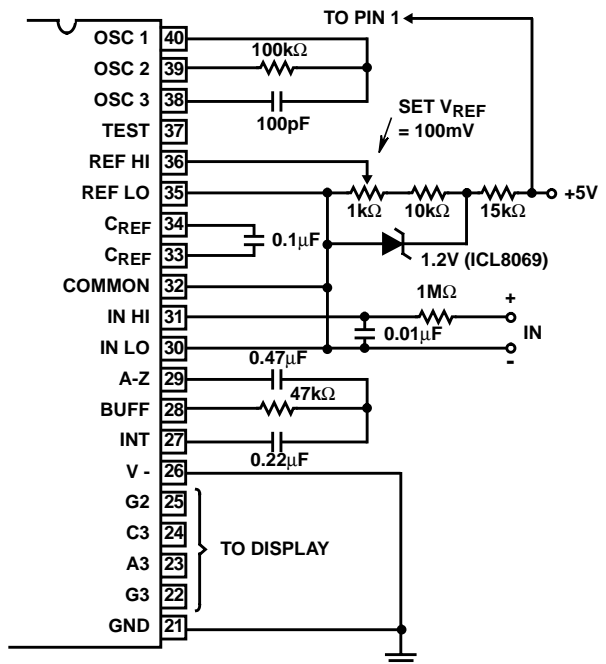 TO PIN 1
OSC 1 40
100kΩ
OSC 2 39
OSC 3 38
100pF
SET VREF
= 100mV
TEST 37
REF HI 36
REF LO 35
+5V
1kΩ 10kΩ 15kΩ
CREF 34
0.1µF
CREF 33
1.2V (ICL8069)
COMMON 32
1MΩ
+
IN HI 31
0.01µF
IN
IN LO 30
-
0.47µF
A-Z 29
47kΩ
BUFF 28
INT 27
0.22µF
V - 26
G2 25
C3 24
TO DISPLAY
A3 23
G3 22
GND 21